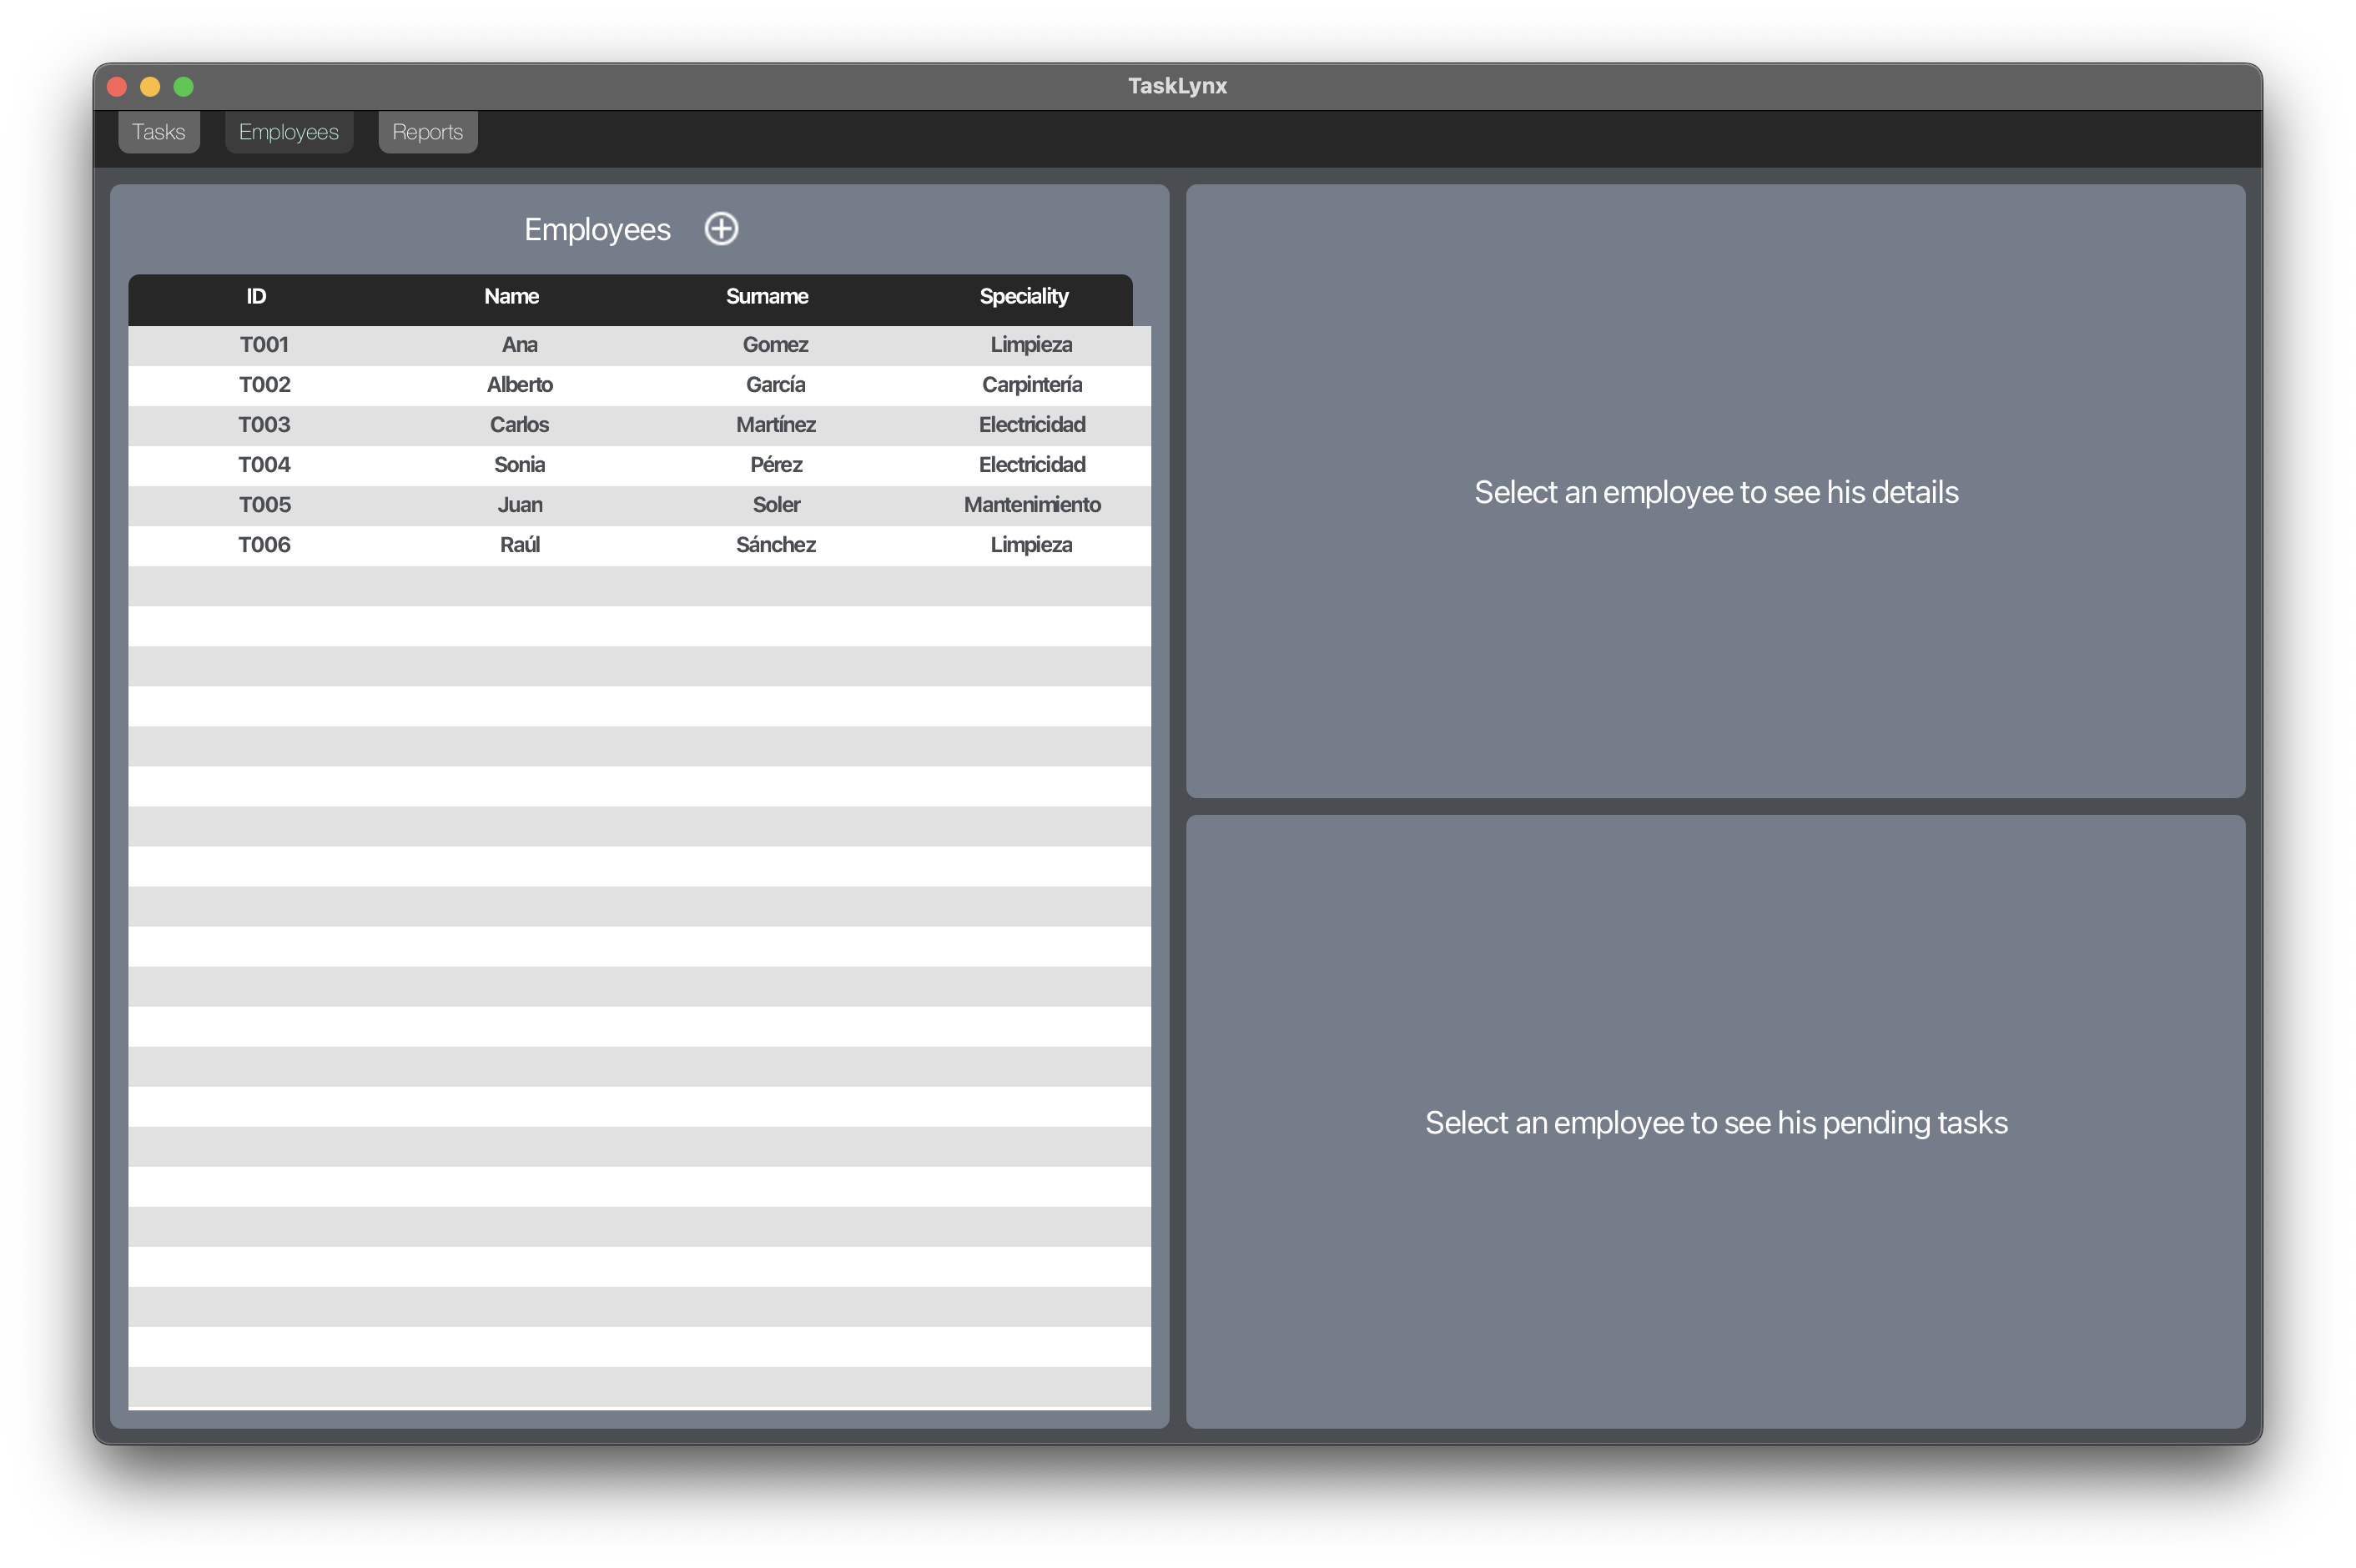 TaskLynx
Tasks Employees Reports
Employees
ID Name Surname Speciality
T001 Ana Gomez Limpieza
T002 Alberto García Carpintería
T003 Carlos Martínez Electricidad
T004 Sonia Pérez Electricidad
T005 Juan Soler Mantenimiento
T006 Raúl Sánchez Limpieza
Select an employee to see his details
Select an employee to see his pending tasks